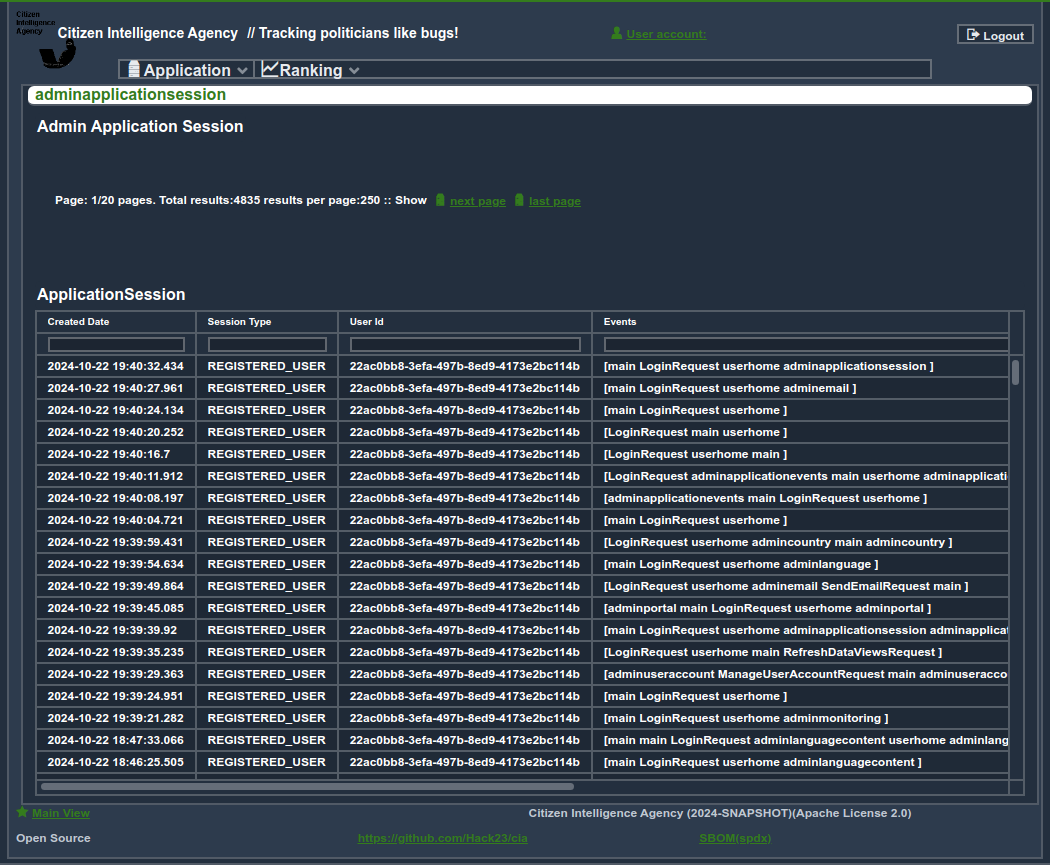 Citizen
Intelligence
Agency
Citizen Intelligence Agency // Tracking politicians like bugs!
User account:
Logout
Application
Ranking
adminapplicationsession
Admin Application Session
Page: 1/20 pages. Total results:4835 results per page:250 :: Show next page last page
ApplicationSession
Created Date Session Type User Id Events
2024-10-22 19:40:32.434 REGISTERED_USER 22ac0bb8-3efa-497b-8ed9-4173e2bc114b [main LoginRequest userhome adminapplicationsession ]
2024-10-22 19:40:27.961 REGISTERED_USER 22ac0bb8-3efa-497b-8ed9-4173e2bc114b [main LoginRequest userhome adminemail ]
2024-10-22 19:40:24.134 REGISTERED_USER 22ac0bb8-3efa-497b-8ed9-4173e2bc114b [main LoginRequest userhome ]
2024-10-22 19:40:20.252 REGISTERED_USER 22ac0bb8-3efa-497b-8ed9-4173e2bc114b [LoginRequest main userhome ]
2024-10-22 19:40:16.7 REGISTERED_USER 22ac0bb8-3efa-497b-8ed9-4173e2bc114b [LoginRequest userhome main ]
2024-10-22 19:40:11.912 REGISTERED_USER 22ac0bb8-3efa-497b-8ed9-4173e2bc114b [LoginRequest adminapplicationevents main userhome adminapplicati
2024-10-22 19:40:08.197 REGISTERED_USER 22ac0bb8-3efa-497b-8ed9-4173e2bc114b [adminapplicationevents main LoginRequest userhome ]
2024-10-22 19:40:04.721 REGISTERED_USER 22ac0bb8-3efa-497b-8ed9-4173e2bc114b [main LoginRequest userhome ]
2024-10-22 19:39:59.431 REGISTERED_USER 22ac0bb8-3efa-497b-8ed9-4173e2bc114b [LoginRequest userhome admincountry main admincountry ]
2024-10-22 19:39:54.634 REGISTERED_USER 22ac0bb8-3efa-497b-8ed9-4173e2bc114b [main LoginRequest userhome adminlanguage ]
2024-10-22 19:39:49.864 REGISTERED_USER 22ac0bb8-3efa-497b-8ed9-4173e2bc114b [LoginRequest userhome adminemail SendEmailRequest main ]
2024-10-22 19:39:45.085 REGISTERED_USER 22ac0bb8-3efa-497b-8ed9-4173e2bc114b [adminportal main LoginRequest userhome adminportal ]
2024-10-22 19:39:39.92 REGISTERED_USER 22ac0bb8-3efa-497b-8ed9-4173e2bc114b [main LoginRequest userhome adminapplicationsession adminapplicat
2024-10-22 19:39:35.235 REGISTERED_USER 22ac0bb8-3efa-497b-8ed9-4173e2bc114b [LoginRequest userhome main RefreshDataViewsRequest ]
2024-10-22 19:39:29.363 REGISTERED_USER 22ac0bb8-3efa-497b-8ed9-4173e2bc114b [adminuseraccount ManageUserAccountRequest main adminuseracco
2024-10-22 19:39:24.951 REGISTERED_USER 22ac0bb8-3efa-497b-8ed9-4173e2bc114b [main LoginRequest userhome ]
2024-10-22 19:39:21.282 REGISTERED_USER 22ac0bb8-3efa-497b-8ed9-4173e2bc114b [main LoginRequest userhome adminmonitoring ]
2024-10-22 18:47:33.066 REGISTERED_USER 22ac0bb8-3efa-497b-8ed9-4173e2bc114b [main main LoginRequest adminlanguagecontent userhome adminlang
2024-10-22 18:46:25.505 REGISTERED_USER 22ac0bb8-3efa-497b-8ed9-4173e2bc114b [main LoginRequest userhome adminlanguagecontent ]
Main View Citizen Intelligence Agency (2024-SNAPSHOT)(Apache License 2.0)
Open Source https://github.com/Hack23/cia SBOM(spdx)